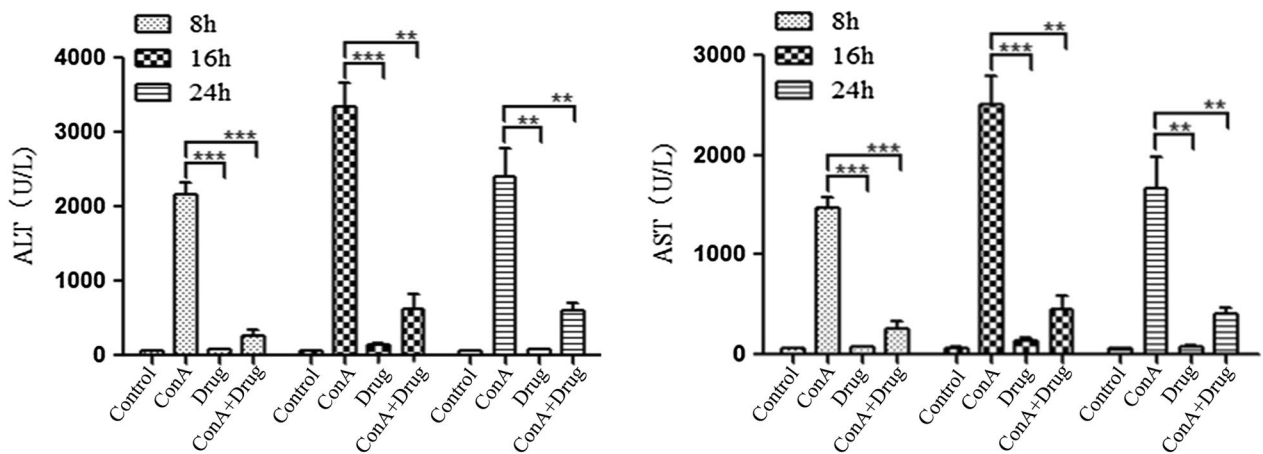 8h
16h
24h
ALT (U/L)
4000
3000
2000
1000
0
***
***
***
**
**
**
Control
ConA
Drug
ConA+Drug
Control
ConA
Drug
ConA+Drug
Control
ConA
Drug
ConA+Drug
8h
16h
24h
AST (U/L)
3000
2000
1000
0
***
***
***
**
**
**
Control
ConA
Drug
ConA+Drug
Control
ConA
Drug
ConA+Drug
Control
ConA
Drug
ConA+Drug